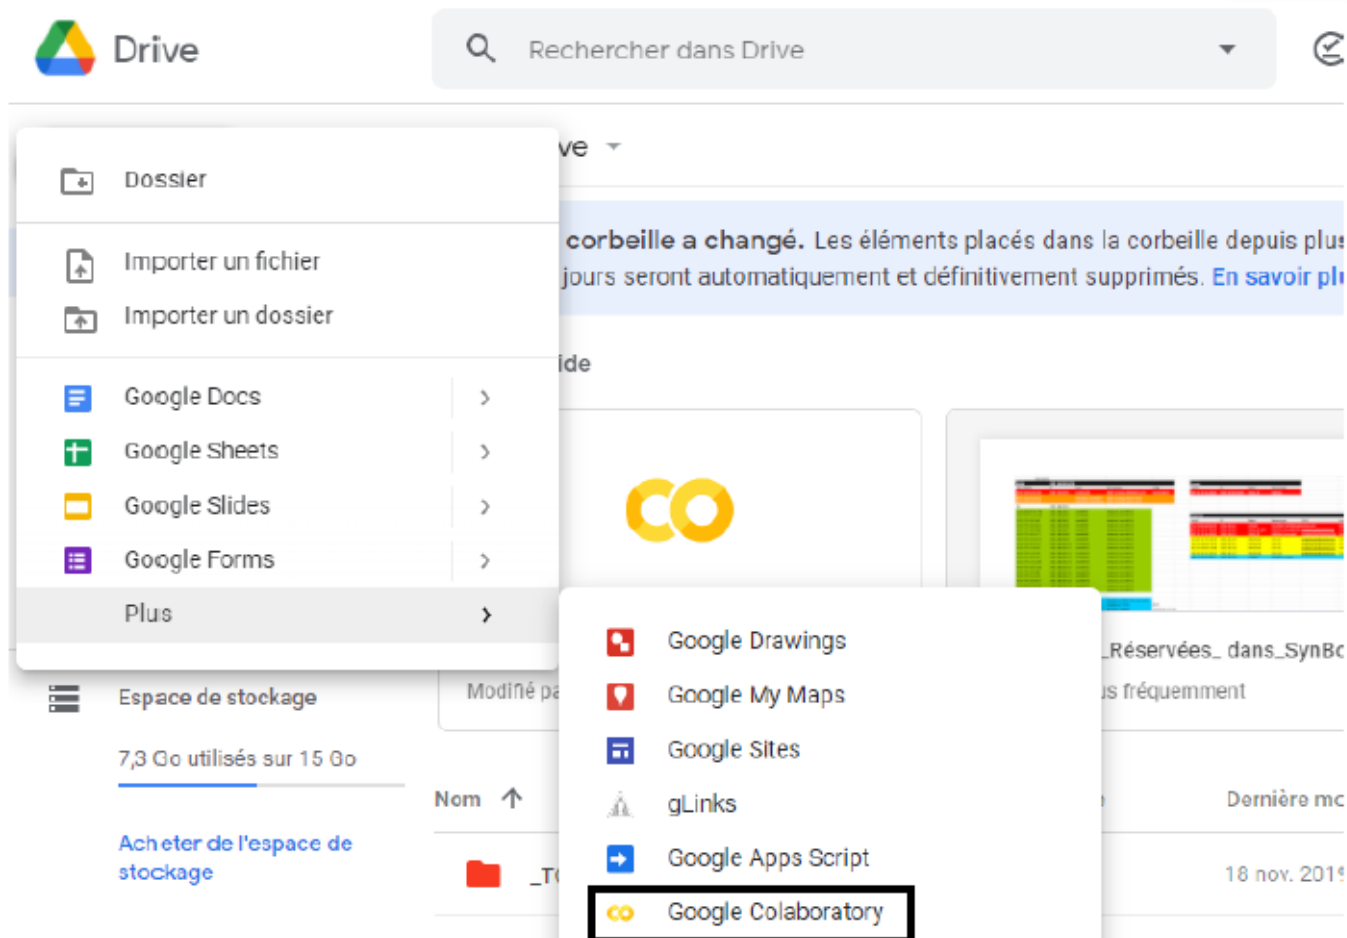 Drive
Rechercher dans Drive
ve
Dossier
corbeille a changé. Les éléments placés dans la corbeille depuis plus
jours seront automatiquement et définitivement supprimés. En savoir plu
Importer un fichier
Importer un dossier
ide
Google Docs
Google Sheets
Google Slides
Google Forms
Plus
Google Drawings
Google My Maps
Google Sites
gLinks
Google Apps Script
Google Colaboratory
_Réservées_ dans_SynBo
Modifié pa
us fréquemment
Espace de stockage
7,3 Go utilisés sur 15 Go
Acheter de l'espace de
stockage
Nom
Dernière mo
18 nov. 2019